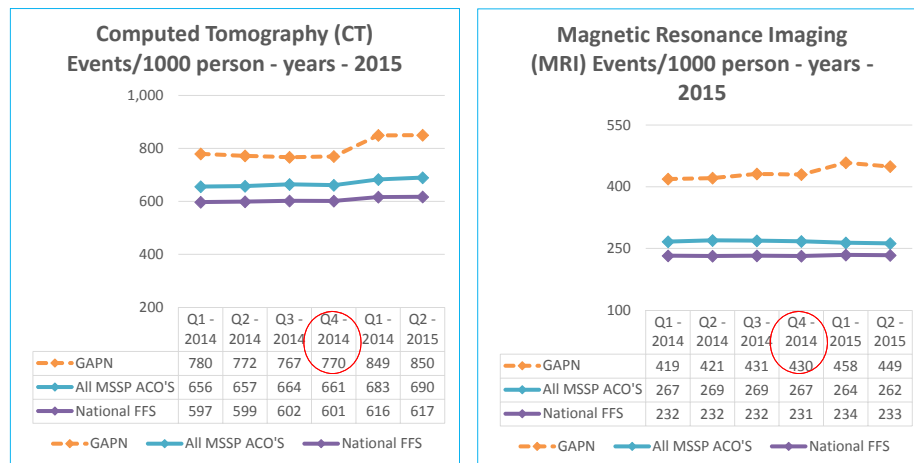 Computed Tomography (CT)
Events/1000 person - years - 2015
1,000
800
600
400
200
Q1 - 2014 Q2 - 2014 Q3 - 2014 Q4 - 2014 Q1 - 2015 Q2 - 2015
GAPN 780 772 767 770 849 850
All MSSP ACO'S 656 657 664 661 683 690
National FFS 597 599 602 601 616 617
GAPN All MSSP ACO'S National FFS
Magnetic Resonance Imaging
(MRI) Events/1000 person - years -
2015
550
400
250
100
Q1 - 2014 Q2 - 2014 Q3 - 2014 Q4 - 2014 Q1 - 2015 Q2 - 2015
GAPN 419 421 431 430 458 449
All MSSP ACO'S 267 269 269 267 264 262
National FFS 232 232 232 231 234 233
GAPN All MSSP ACO'S National FFS